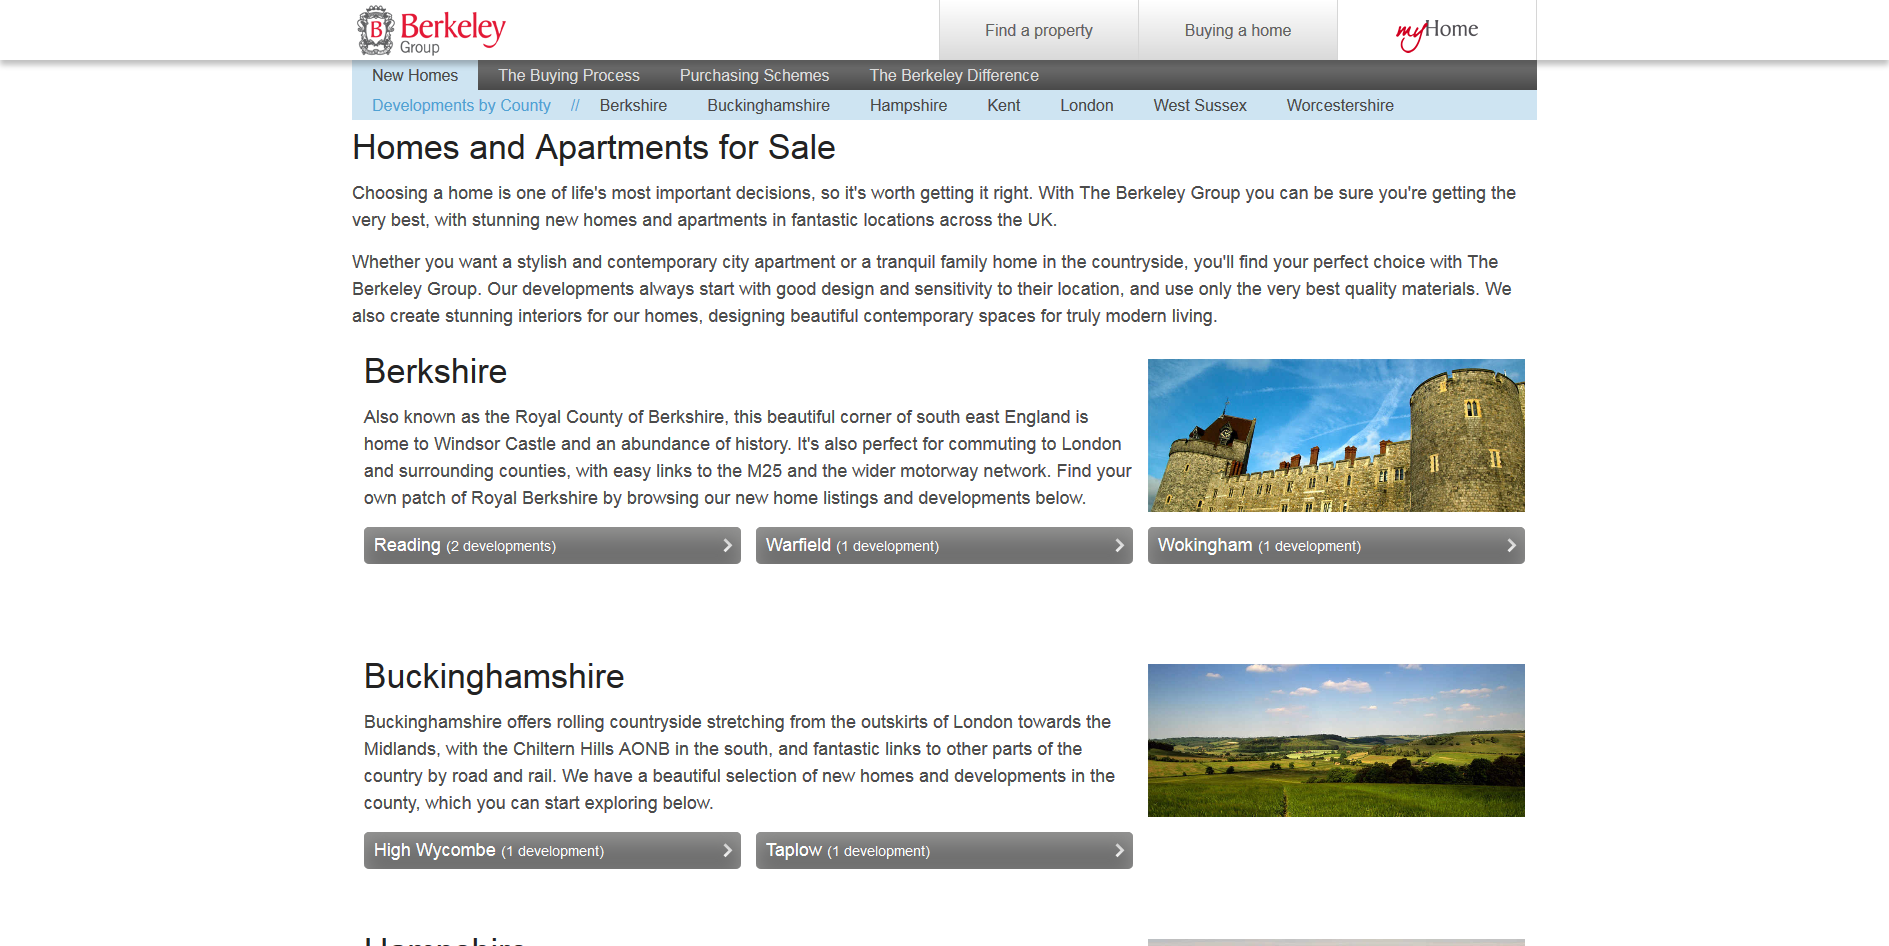 B Berkeley
Group
Find a property
Buying a home
myHome
New Homes The Buying Process Purchasing Schemes The Berkeley Difference
Developments by County // Berkshire Buckinghamshire Hampshire Kent London West Sussex Worcestershire
Homes and Apartments for Sale
Choosing a home is one of life's most important decisions, so it's worth getting it right. With The Berkeley Group you can be sure you're getting the
very best, with stunning new homes and apartments in fantastic locations across the UK.
Whether you want a stylish and contemporary city apartment or a tranquil family home in the countryside, you'll find your perfect choice with The
Berkeley Group. Our developments always start with good design and sensitivity to their location, and use only the very best quality materials. We
also create stunning interiors for our homes, designing beautiful contemporary spaces for truly modern living.
Berkshire
Also known as the Royal County of Berkshire, this beautiful corner of south east England is
home to Windsor Castle and an abundance of history. It's also perfect for commuting to London
and surrounding counties, with easy links to the M25 and the wider motorway network. Find your
own patch of Royal Berkshire by browsing our new home listings and developments below.
Reading (2 developments)
Warfield (1 development)
Wokingham (1 development)
Buckinghamshire
Buckinghamshire offers rolling countryside stretching from the outskirts of London towards the
Midlands, with the Chiltern Hills AONB in the south, and fantastic links to other parts of the
country by road and rail. We have a beautiful selection of new homes and developments in the
county, which you can start exploring below.
High Wycombe (1 development)
Taplow (1 development)